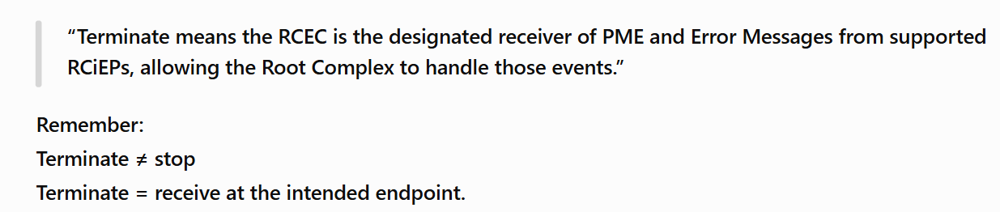 “Terminate means the RCEC is the designated receiver of PME and Error Messages from supported
RCiEPs, allowing the Root Complex to handle those events.”
Remember:
Terminate ≠ stop
Terminate = receive at the intended endpoint.